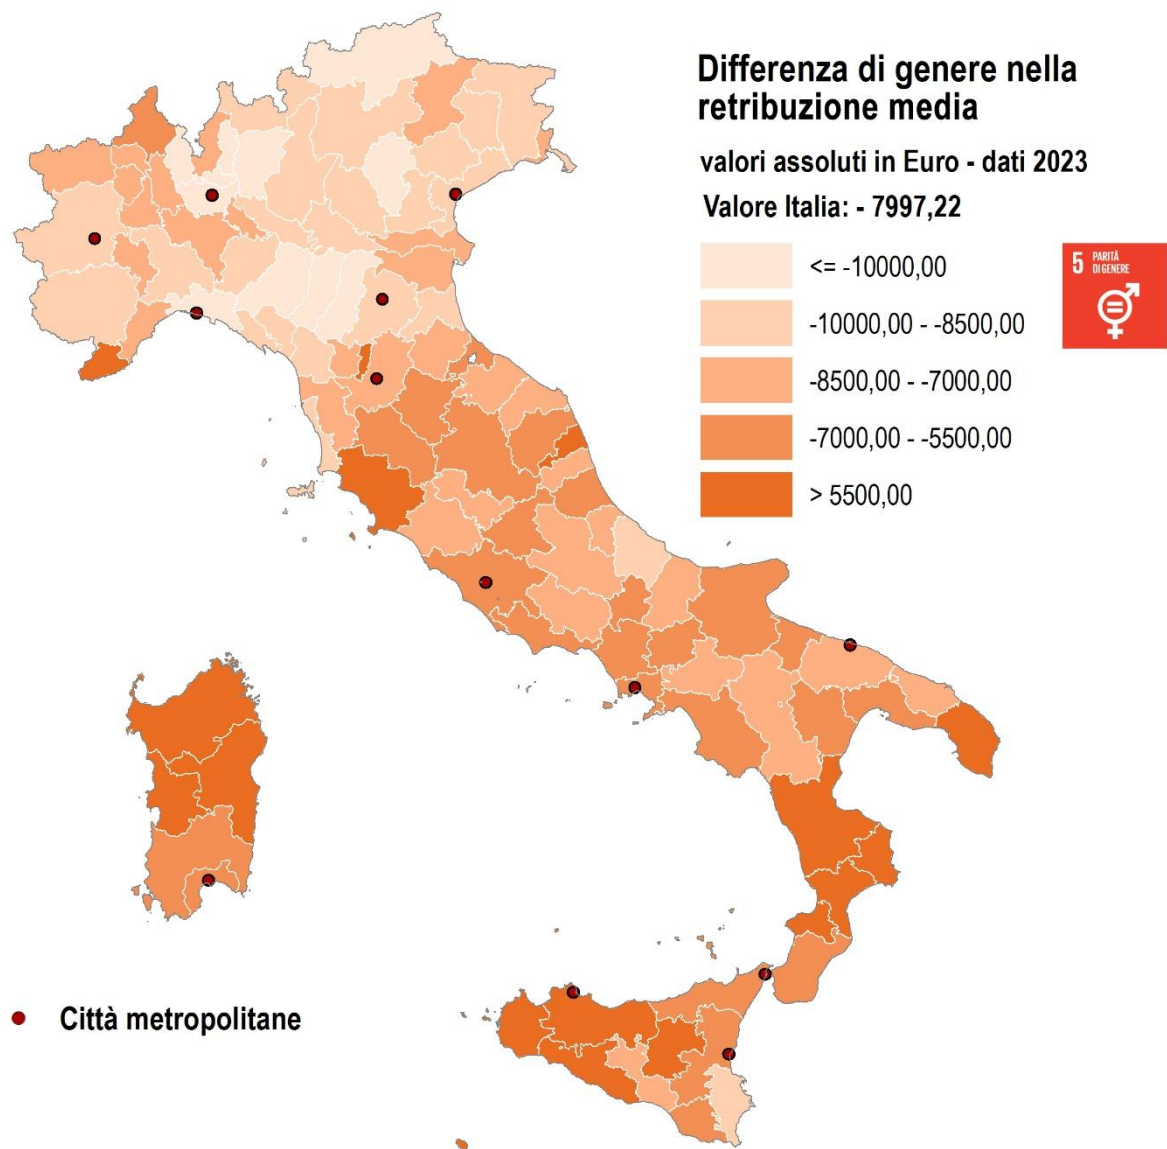 Differenza di genere nella
retribuzione media
valori assoluti in Euro - dati 2023
Valore Italia: - 7997,22
<= -10000,00
-10000,00 - -8500,00
-8500,00 - -7000,00
-7000,00 - -5500,00
> 5500,00
5 PARITÀ
DI GENERE
Città metropolitane